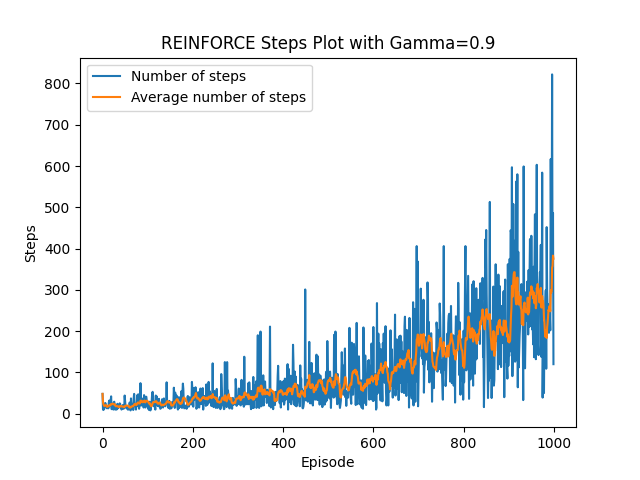 REINFORCE Steps Plot with Gamma=0.9
Number of steps
Average number of steps
800
700
600
500
400
300
200
100
0
Steps
0 200 400 600 800 1000
Episode